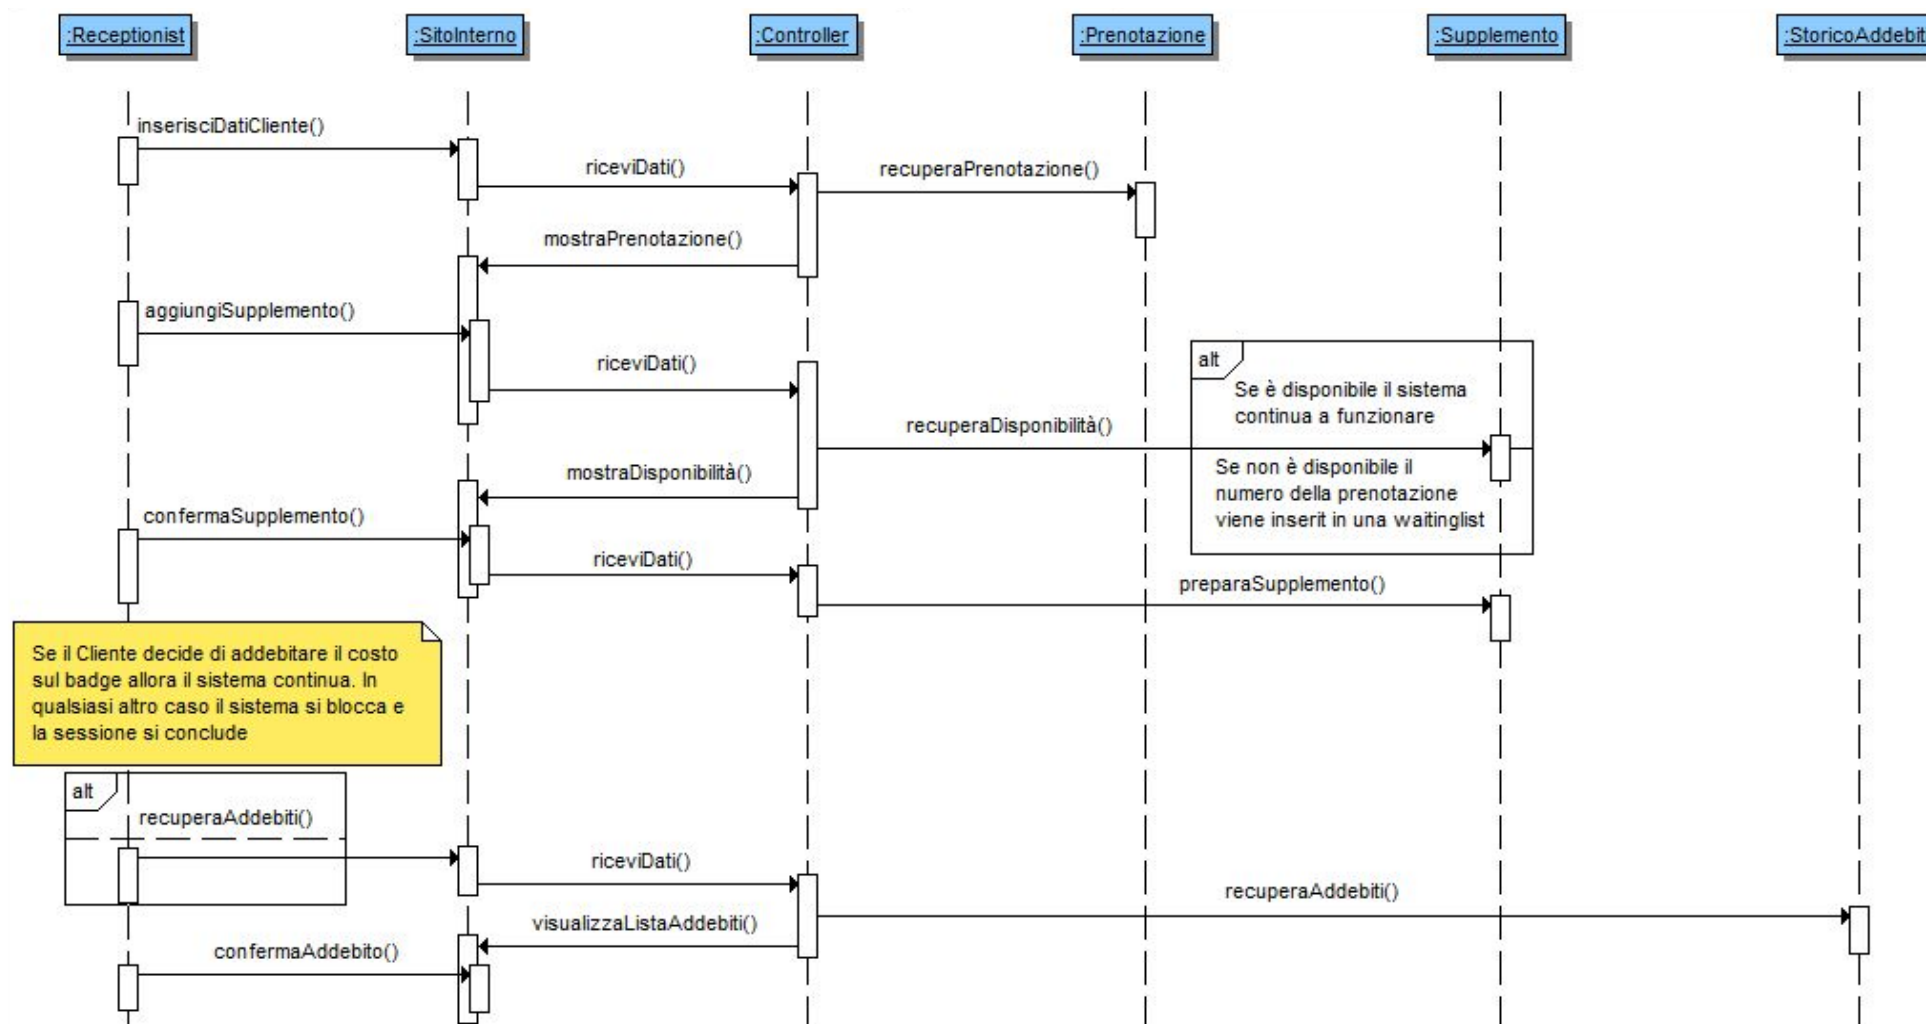 :Receptionist
:SitoInterno
:Controller
:Prenotazione
:Supplemento
:StoricoAddebit
inserisciDatiCliente()
riceviDati()
recuperaPrenotazione()
mostraPrenotazione()
aggiungiSupplemento()
riceviDati()
alt
Se è disponibile il sistema
continua a funzionare
recuperaDisponibilità()
Se non è disponibile il
numero della prenotazione
viene inserit in una waitinglist
mostraDisponibilità()
confermaSupplemento()
riceviDati()
preparaSupplemento()
Se il Cliente decide di addebitare il costo
sul badge allora il sistema continua. In
qualsiasi altro caso il sistema si blocca e
la sessione si conclude
alt
recuperaAddebiti()
riceviDati()
recuperaAddebiti()
visualizzaListaAddebiti()
confermaAddebito()